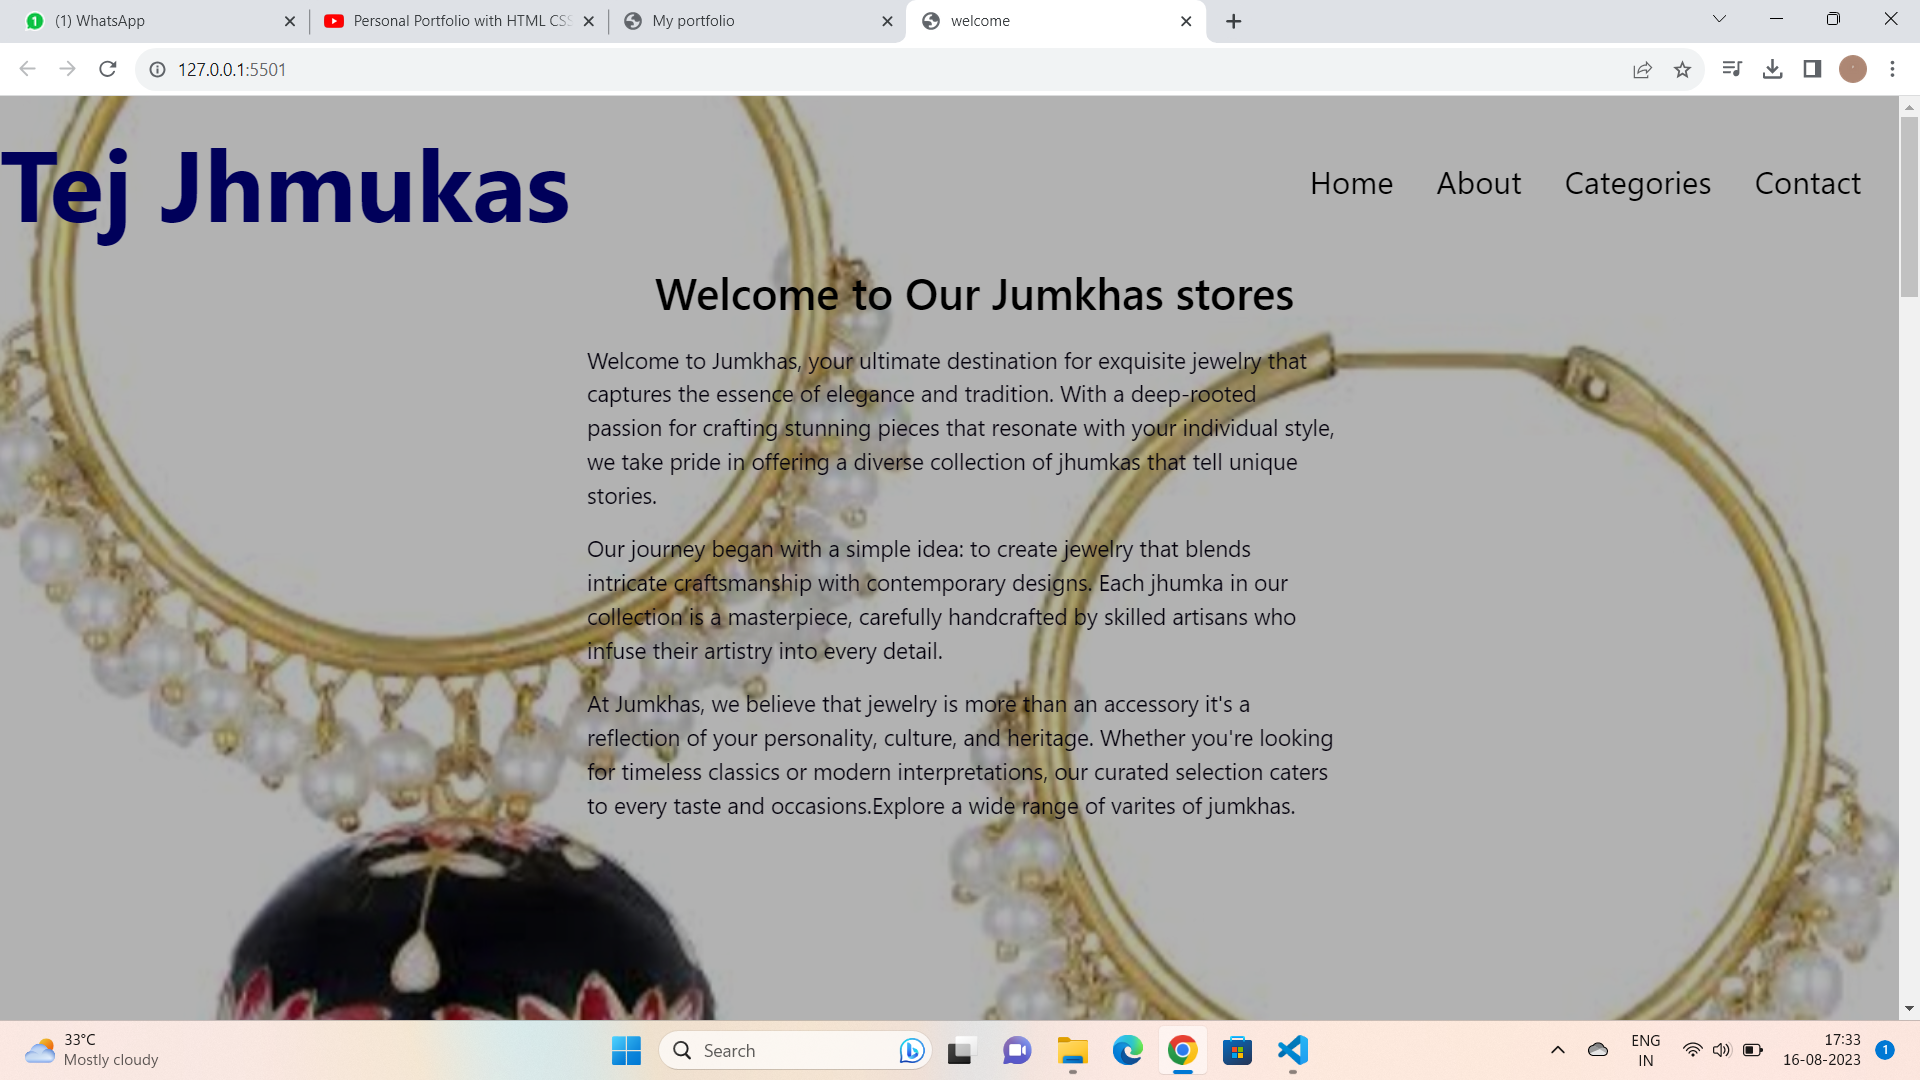 (1) WhatsApp
Personal Portfolio with HTML CSS
My portfolio
welcome
127.0.0.1:5501
Tej Jhmukas
Home About Categories Contact
Welcome to Our Jumkhas stores
Welcome to Jumkhas, your ultimate destination for exquisite jewelry that
captures the essence of elegance and tradition. With a deep-rooted
passion for crafting stunning pieces that resonate with your individual style,
we take pride in offering a diverse collection of jhumkas that tell unique
stories.
Our journey began with a simple idea: to create jewelry that blends
intricate craftsmanship with contemporary designs. Each jhumka in our
collection is a masterpiece, carefully handcrafted by skilled artisans who
infuse their artistry into every detail.
At Jumkhas, we believe that jewelry is more than an accessory it's a
reflection of your personality, culture, and heritage. Whether you're looking
for timeless classics or modern interpretations, our curated selection caters
to every taste and occasions.Explore a wide range of varites of jumkhas.
33°C
Mostly cloudy
Search
ENG
IN
17:33
16-08-2023
1